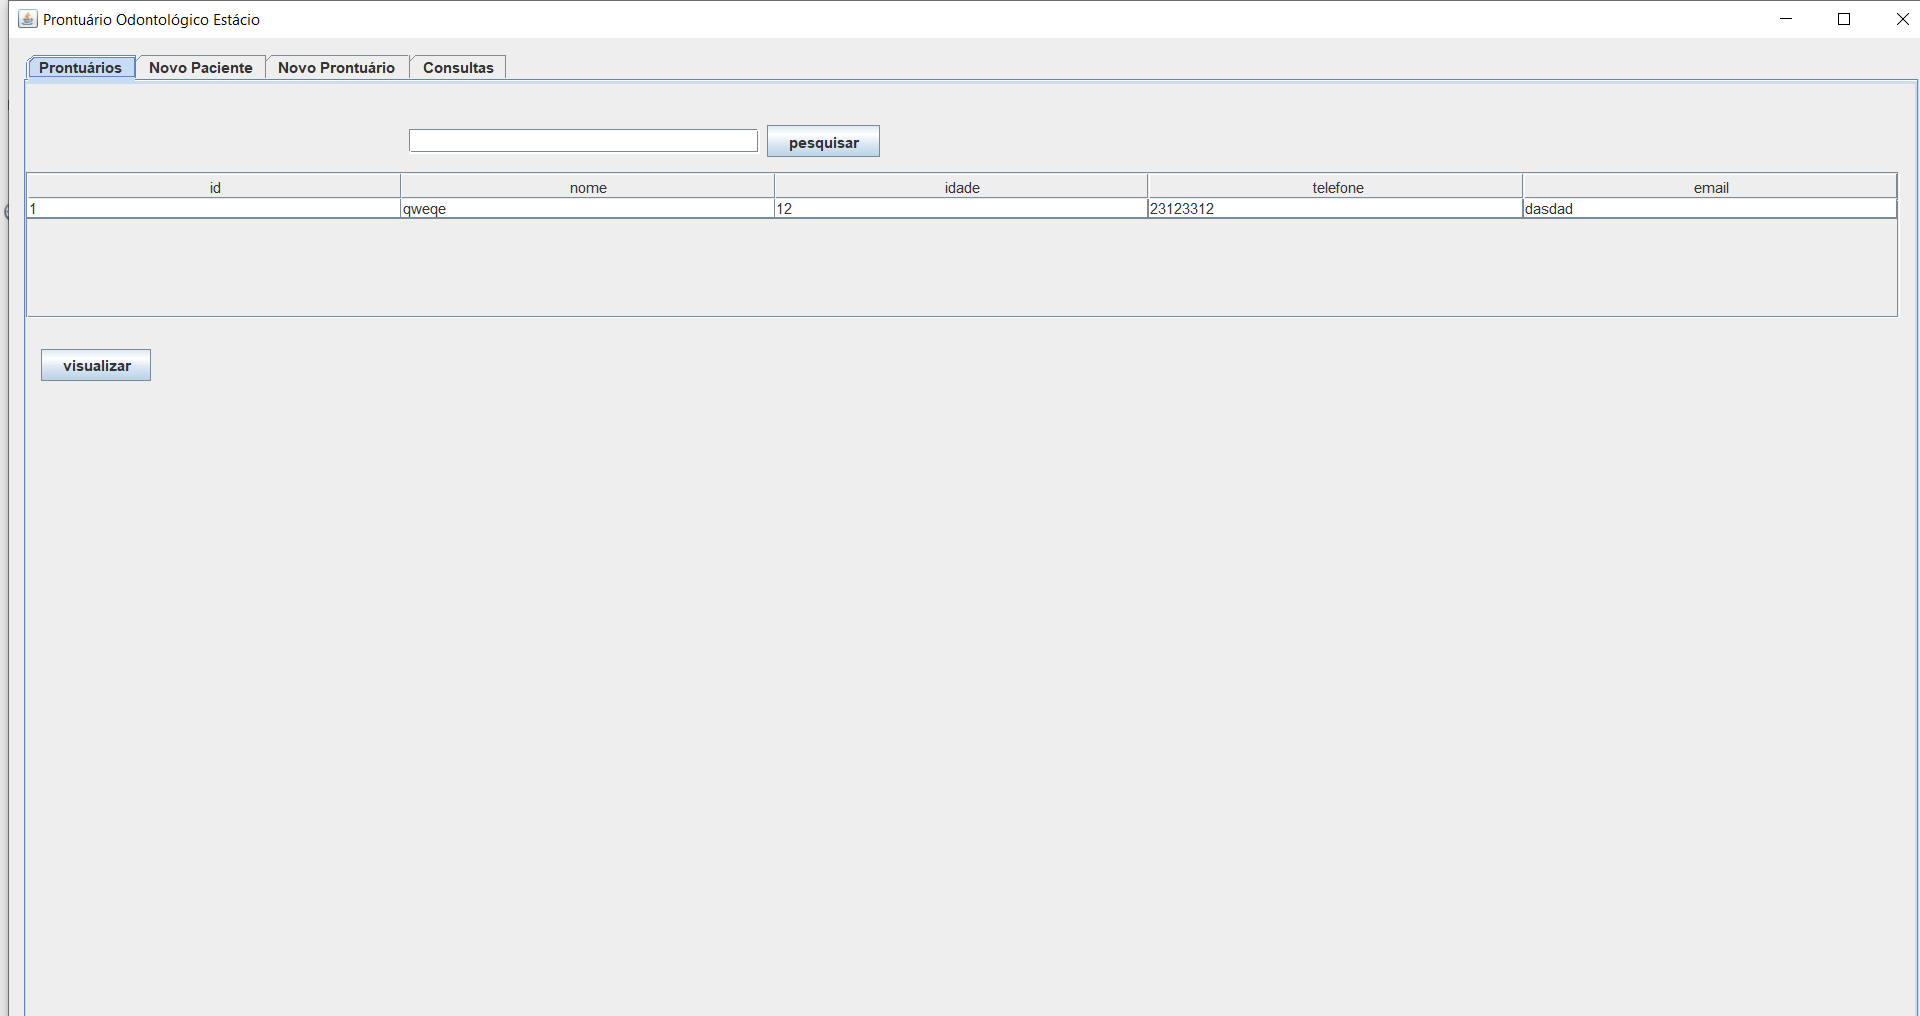 Prontuário Odontológico Estácio
Prontuários Novo Paciente Novo Prontuário Consultas
pesquisar
id nome idade telefone email
1 qweqe 12 23123312 dasdad
visualizar